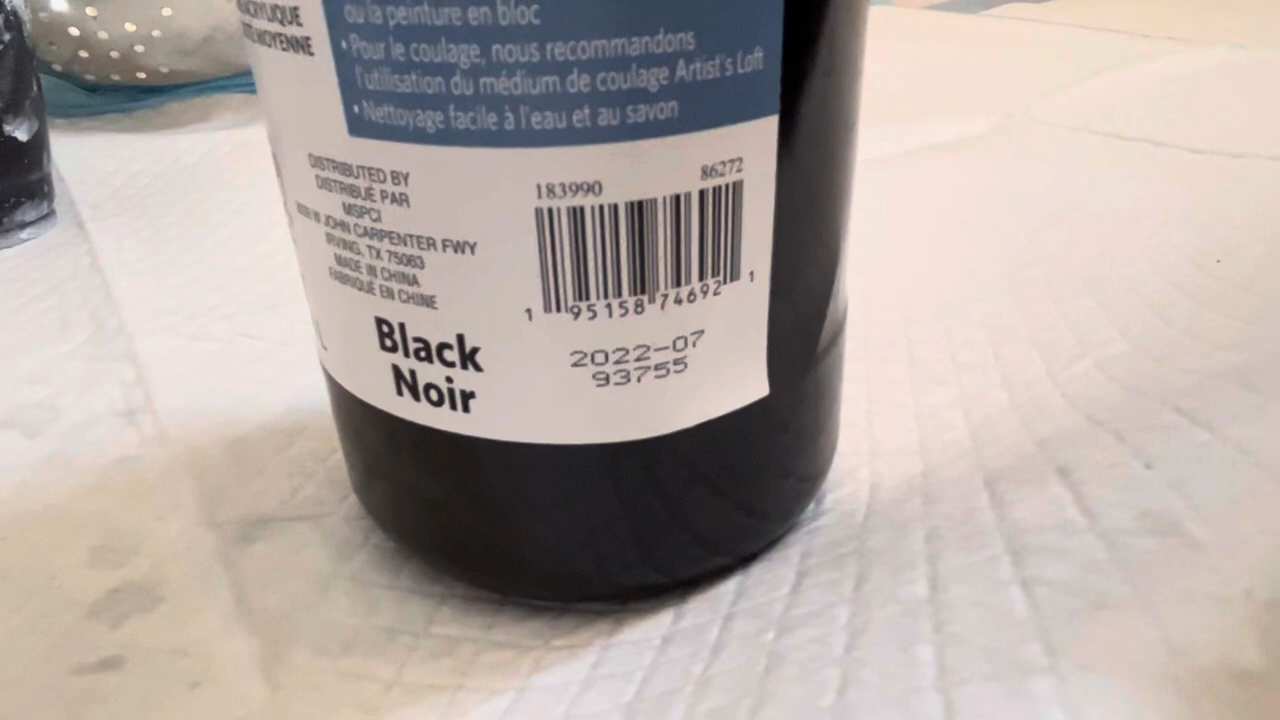 ACRYLIQUE
MOYENNE
ou la peinture en bloc
• Pour le coulage, nous recommandons
l'utilisation du médium de coulage Artist's Loft
• Nettoyage facile à l'eau et au savon
DISTRIBUTED BY
DISTRIBUÉ PAR
MSPCI
W JOHN CARPENTER FWY
IRVING, TX 75063
MADE IN CHINA
FABRIQUÉ EN CHINE
Black
Noir
183990 86272
1 95158 74692 1
2022-07
93755